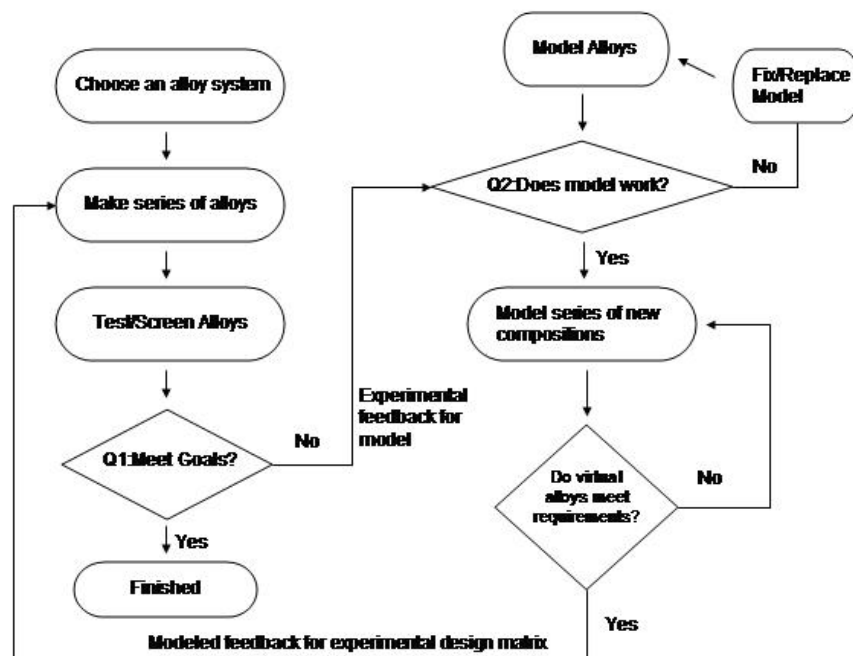 Choose an alloy system
Make series of alloys
Test/Screen Alloys
Q1:Meet Goals?
No
Yes
Finished
Experimental
feedback for
model
Model Alloys
Fix/Replace
Model
Q2:Does model work?
No
Yes
Model series of new
compositions
Do virtual
alloys meet
requirements?
No
Yes
Modeled feedback for experimental design matrix